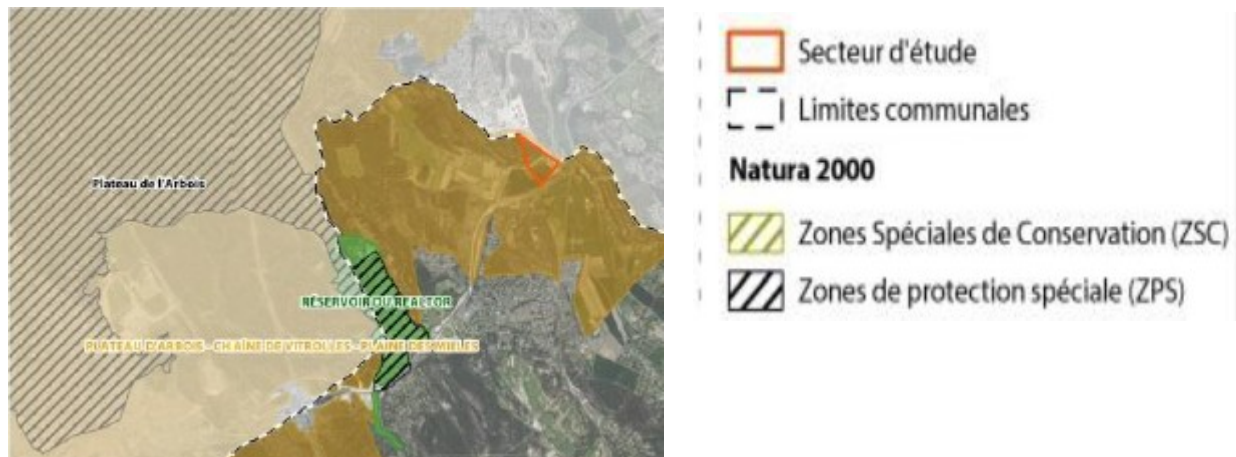 Plateau de l'Arbois
RÉSERVOIR DU REALTOR
PLATEAU D'ARBOIS - CHAÎNE DE VITROLLES - PLAINE DES MILLES
Secteur d'étude
Limites communales
Natura 2000
Zones Spéciales de Conservation (ZSC)
Zones de protection spéciale (ZPS)